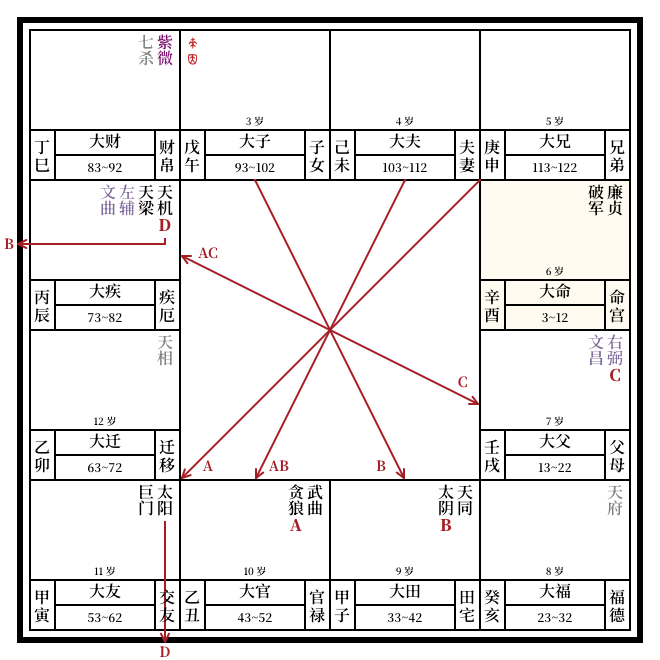 七杀 紫微
丁巳
大财
83~92
财帛
3 岁
戊午
大子
93~102
子女
4 岁
己未
大夫
103~112
夫妻
5 岁
庚申
大兄
113~122
兄弟
文曲 左辅 天梁 天机
D
B
丙辰
大疾
73~82
疾厄
破军 廉贞
6 岁
辛酉
大命
3~12
命宫
AC
C
天相
12 岁
乙卯
大迁
63~72
迁移
文昌 右弼
C
7 岁
壬戌
大父
13~22
父母
A
AB
B
巨门 太阳
11 岁
甲寅
大友
53~62
交友
D
贪狼 武曲
A
10 岁
乙丑
大官
43~52
官禄
太阴 天同
B
9 岁
甲子
大田
33~42
田宅
天府
8 岁
癸亥
大福
23~32
福德